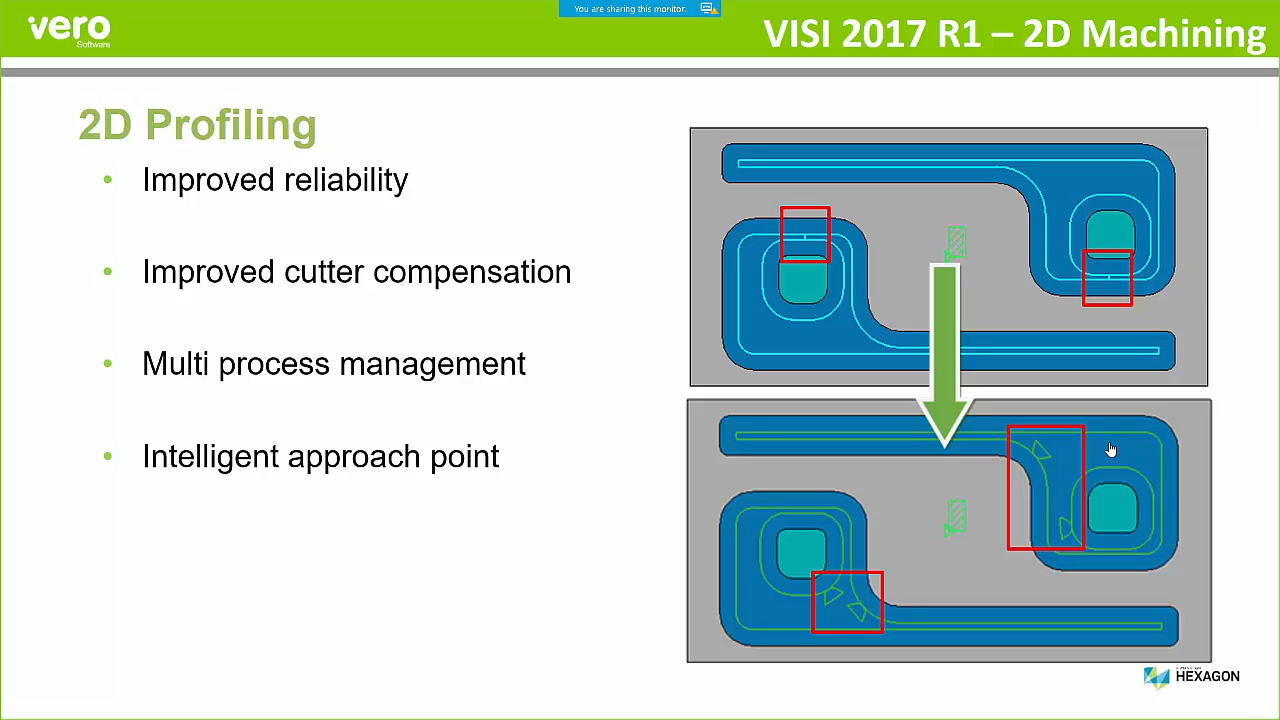 You are sharing this monitor.
vero
Software
VISI 2017 R1 – 2D Machining
2D Profiling
• Improved reliability
• Improved cutter compensation
• Multi process management
• Intelligent approach point
HEXAGON